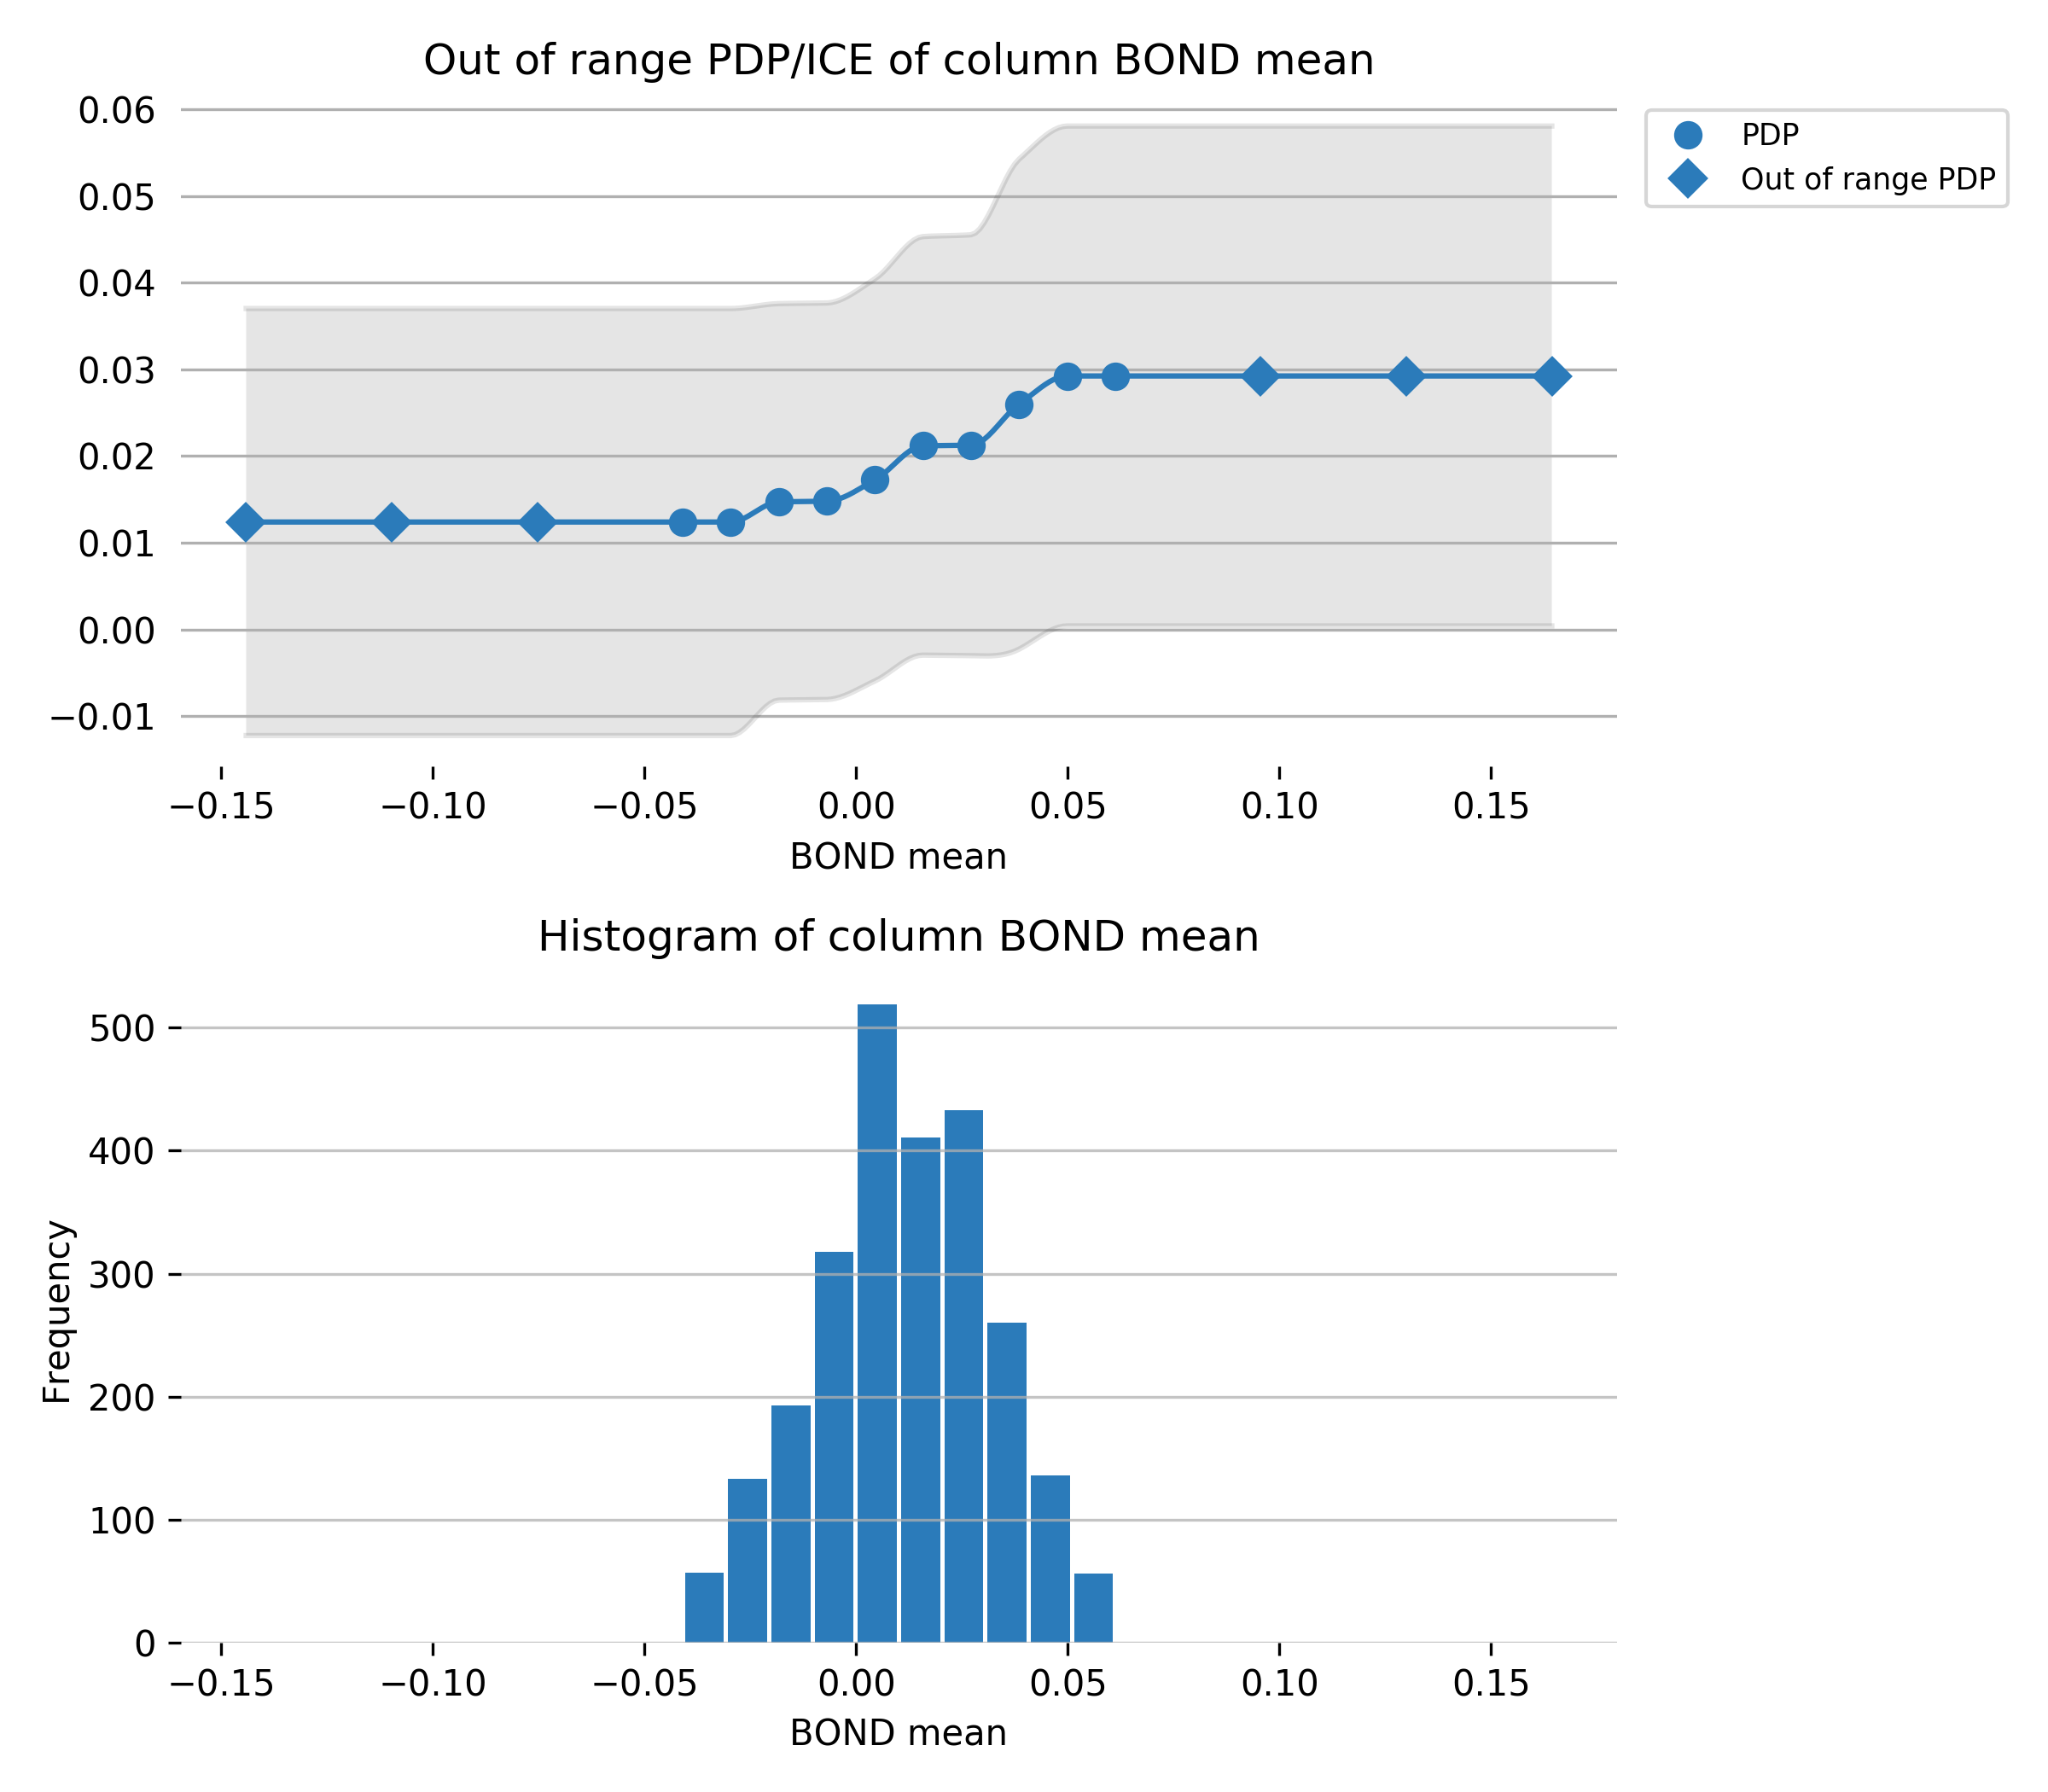 Out of range PDP/ICE of column BOND mean
0.06
0.05
0.04
0.03
0.02
0.01
0.00
−0.01
−0.15 −0.10 −0.05 0.00 0.05 0.10 0.15
BOND mean
PDP
Out of range PDP
Histogram of column BOND mean
500
400
300
200
100
0
Frequency
−0.15 −0.10 −0.05 0.00 0.05 0.10 0.15
BOND mean